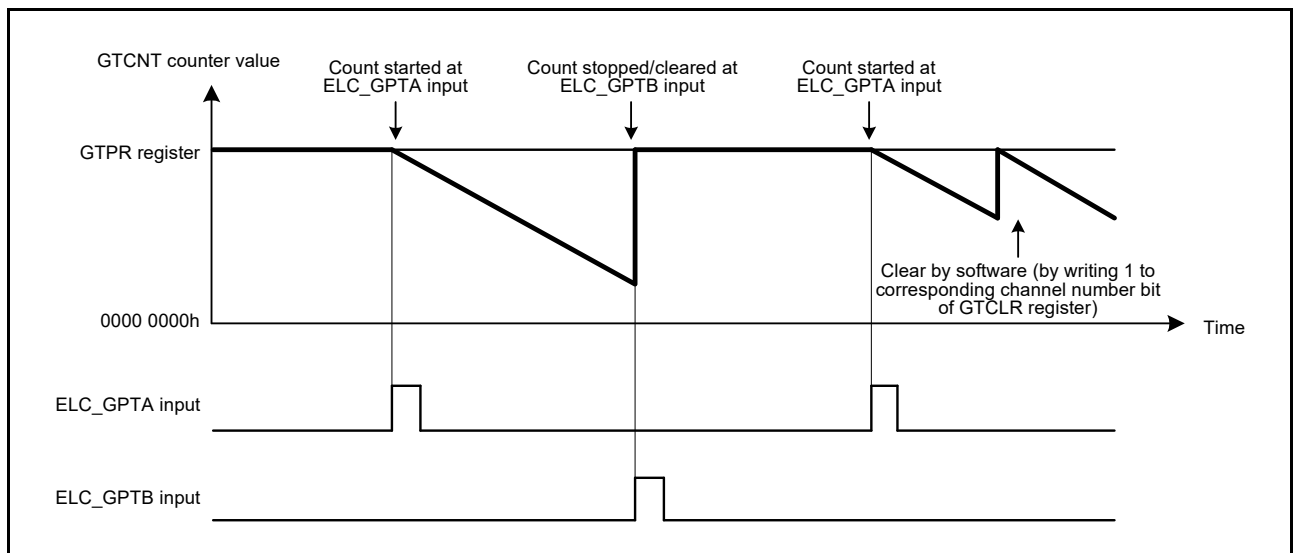 GTCNT counter value
Count started at
ELC_GPTA input
Count stopped/cleared at
ELC_GPTB input
Count started at
ELC_GPTA input
GTPR register
Clear by software (by writing 1 to
corresponding channel number bit
of GTCLR register)
0000 0000h
Time
ELC_GPTA input
ELC_GPTB input